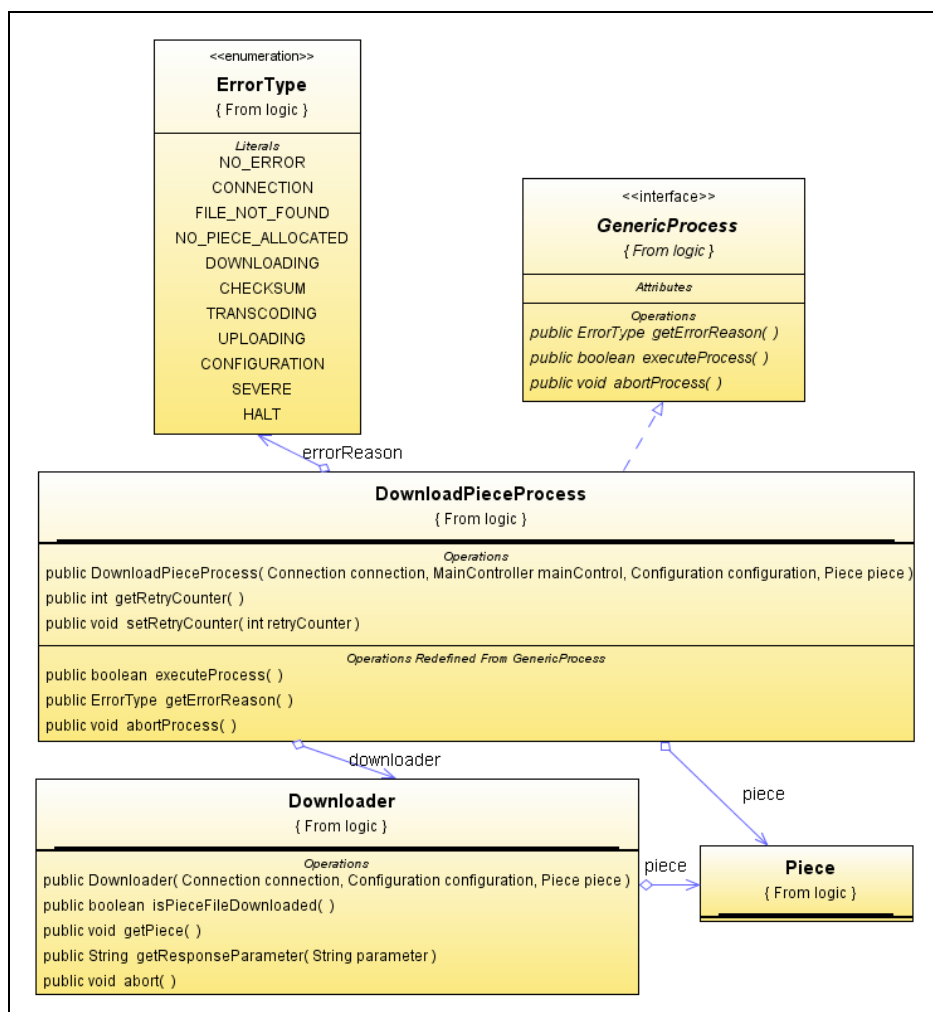 <<enumeration>>
ErrorType
{ From logic }
Literals
NO_ERROR
CONNECTION
FILE_NOT_FOUND
NO_PIECE_ALLOCATED
DOWNLOADING
CHECKSUM
TRANSCODING
UPLOADING
CONFIGURATION
SEVERE
HALT
<<interface>>
GenericProcess
{ From logic }
Attributes
Operations
public ErrorType getErrorReason( )
public boolean executeProcess( )
public void abortProcess( )
errorReason
DownloadPieceProcess
{ From logic }
Operations
public DownloadPieceProcess( Connection connection, MainController mainControl, Configuration configuration, Piece piece )
public int getRetryCounter( )
public void setRetryCounter( int retryCounter )
Operations Redefined From GenericProcess
public boolean executeProcess( )
public ErrorType getErrorReason( )
public void abortProcess( )
downloader
piece
Downloader
{ From logic }
Operations
public Downloader( Connection connection, Configuration configuration, Piece piece )
public boolean isPieceFileDownloaded( )
public void getPiece( )
public String getResponseParameter( String parameter )
public void abort( )
piece
Piece
{ From logic }